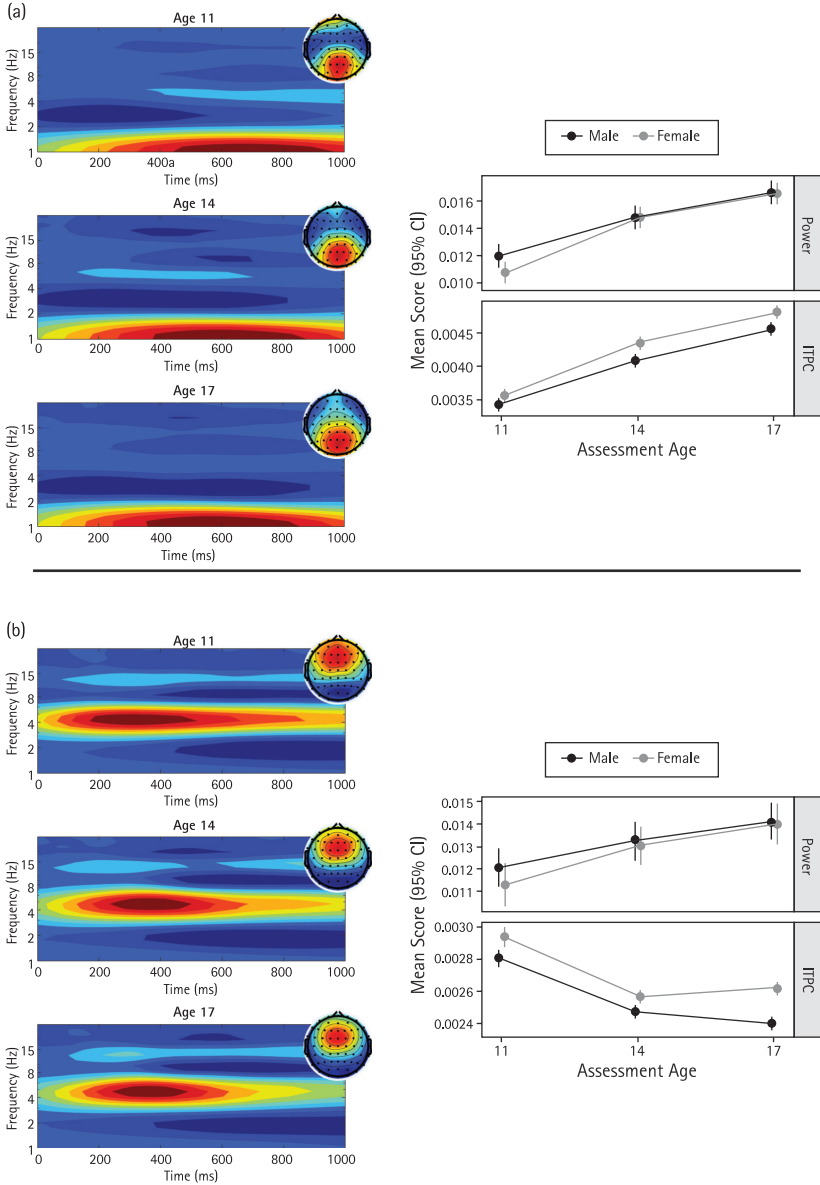 (a)
Age 11
Frequency (Hz)
15
8
4
2
1
0 200 400a 600 800 1000
Time (ms)
Age 14
Frequency (Hz)
15
8
4
2
1
0 200 400 600 800 1000
Time (ms)
Age 17
Frequency (Hz)
15
8
4
2
1
0 200 400 600 800 1000
Time (ms)
Male Female
Mean Score (95% CI)
0.016
0.014
0.012
0.010
Power
0.0045
0.0040
0.0035
ITPC
11 14 17
Assessment Age
(b)
Age 11
Frequency (Hz)
15
8
4
2
1
0 200 400 600 800 1000
Time (ms)
Age 14
Frequency (Hz)
15
8
4
2
1
0 200 400 600 800 1000
Time (ms)
Age 17
Frequency (Hz)
15
8
4
2
1
0 200 400 600 800 1000
Time (ms)
Male Female
Mean Score (95% CI)
0.015
0.014
0.012
0.011
Power
0.0030
0.0028
0.0026
0.0024
ITPC
11 14 17
Assessment Age